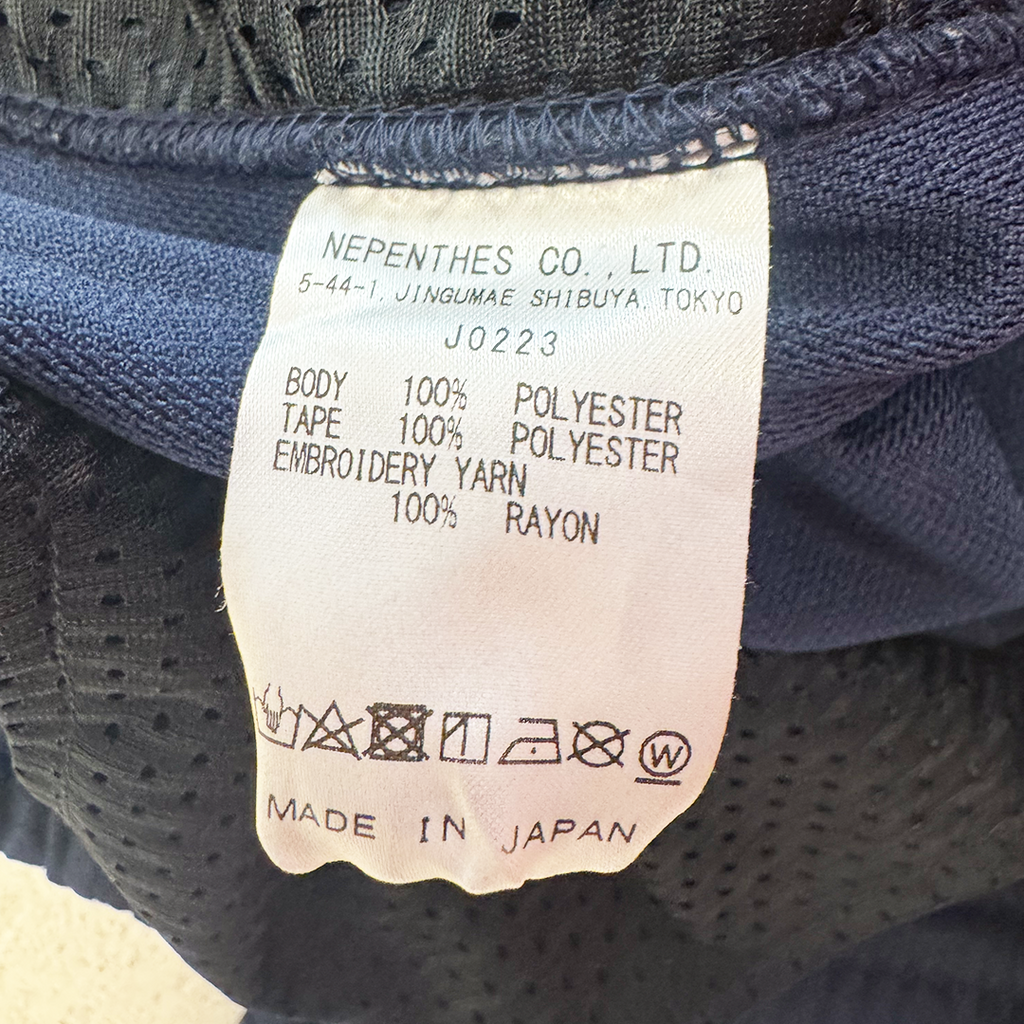 NEPENTHES CO., LTD.
5-44-1, JINGUMAE SHIBUYA, TOKYO
J0223
BODY 100% POLYESTER
TAPE 100% POLYESTER
EMBROIDERY YARN
100% RAYON
W
MADE IN JAPAN